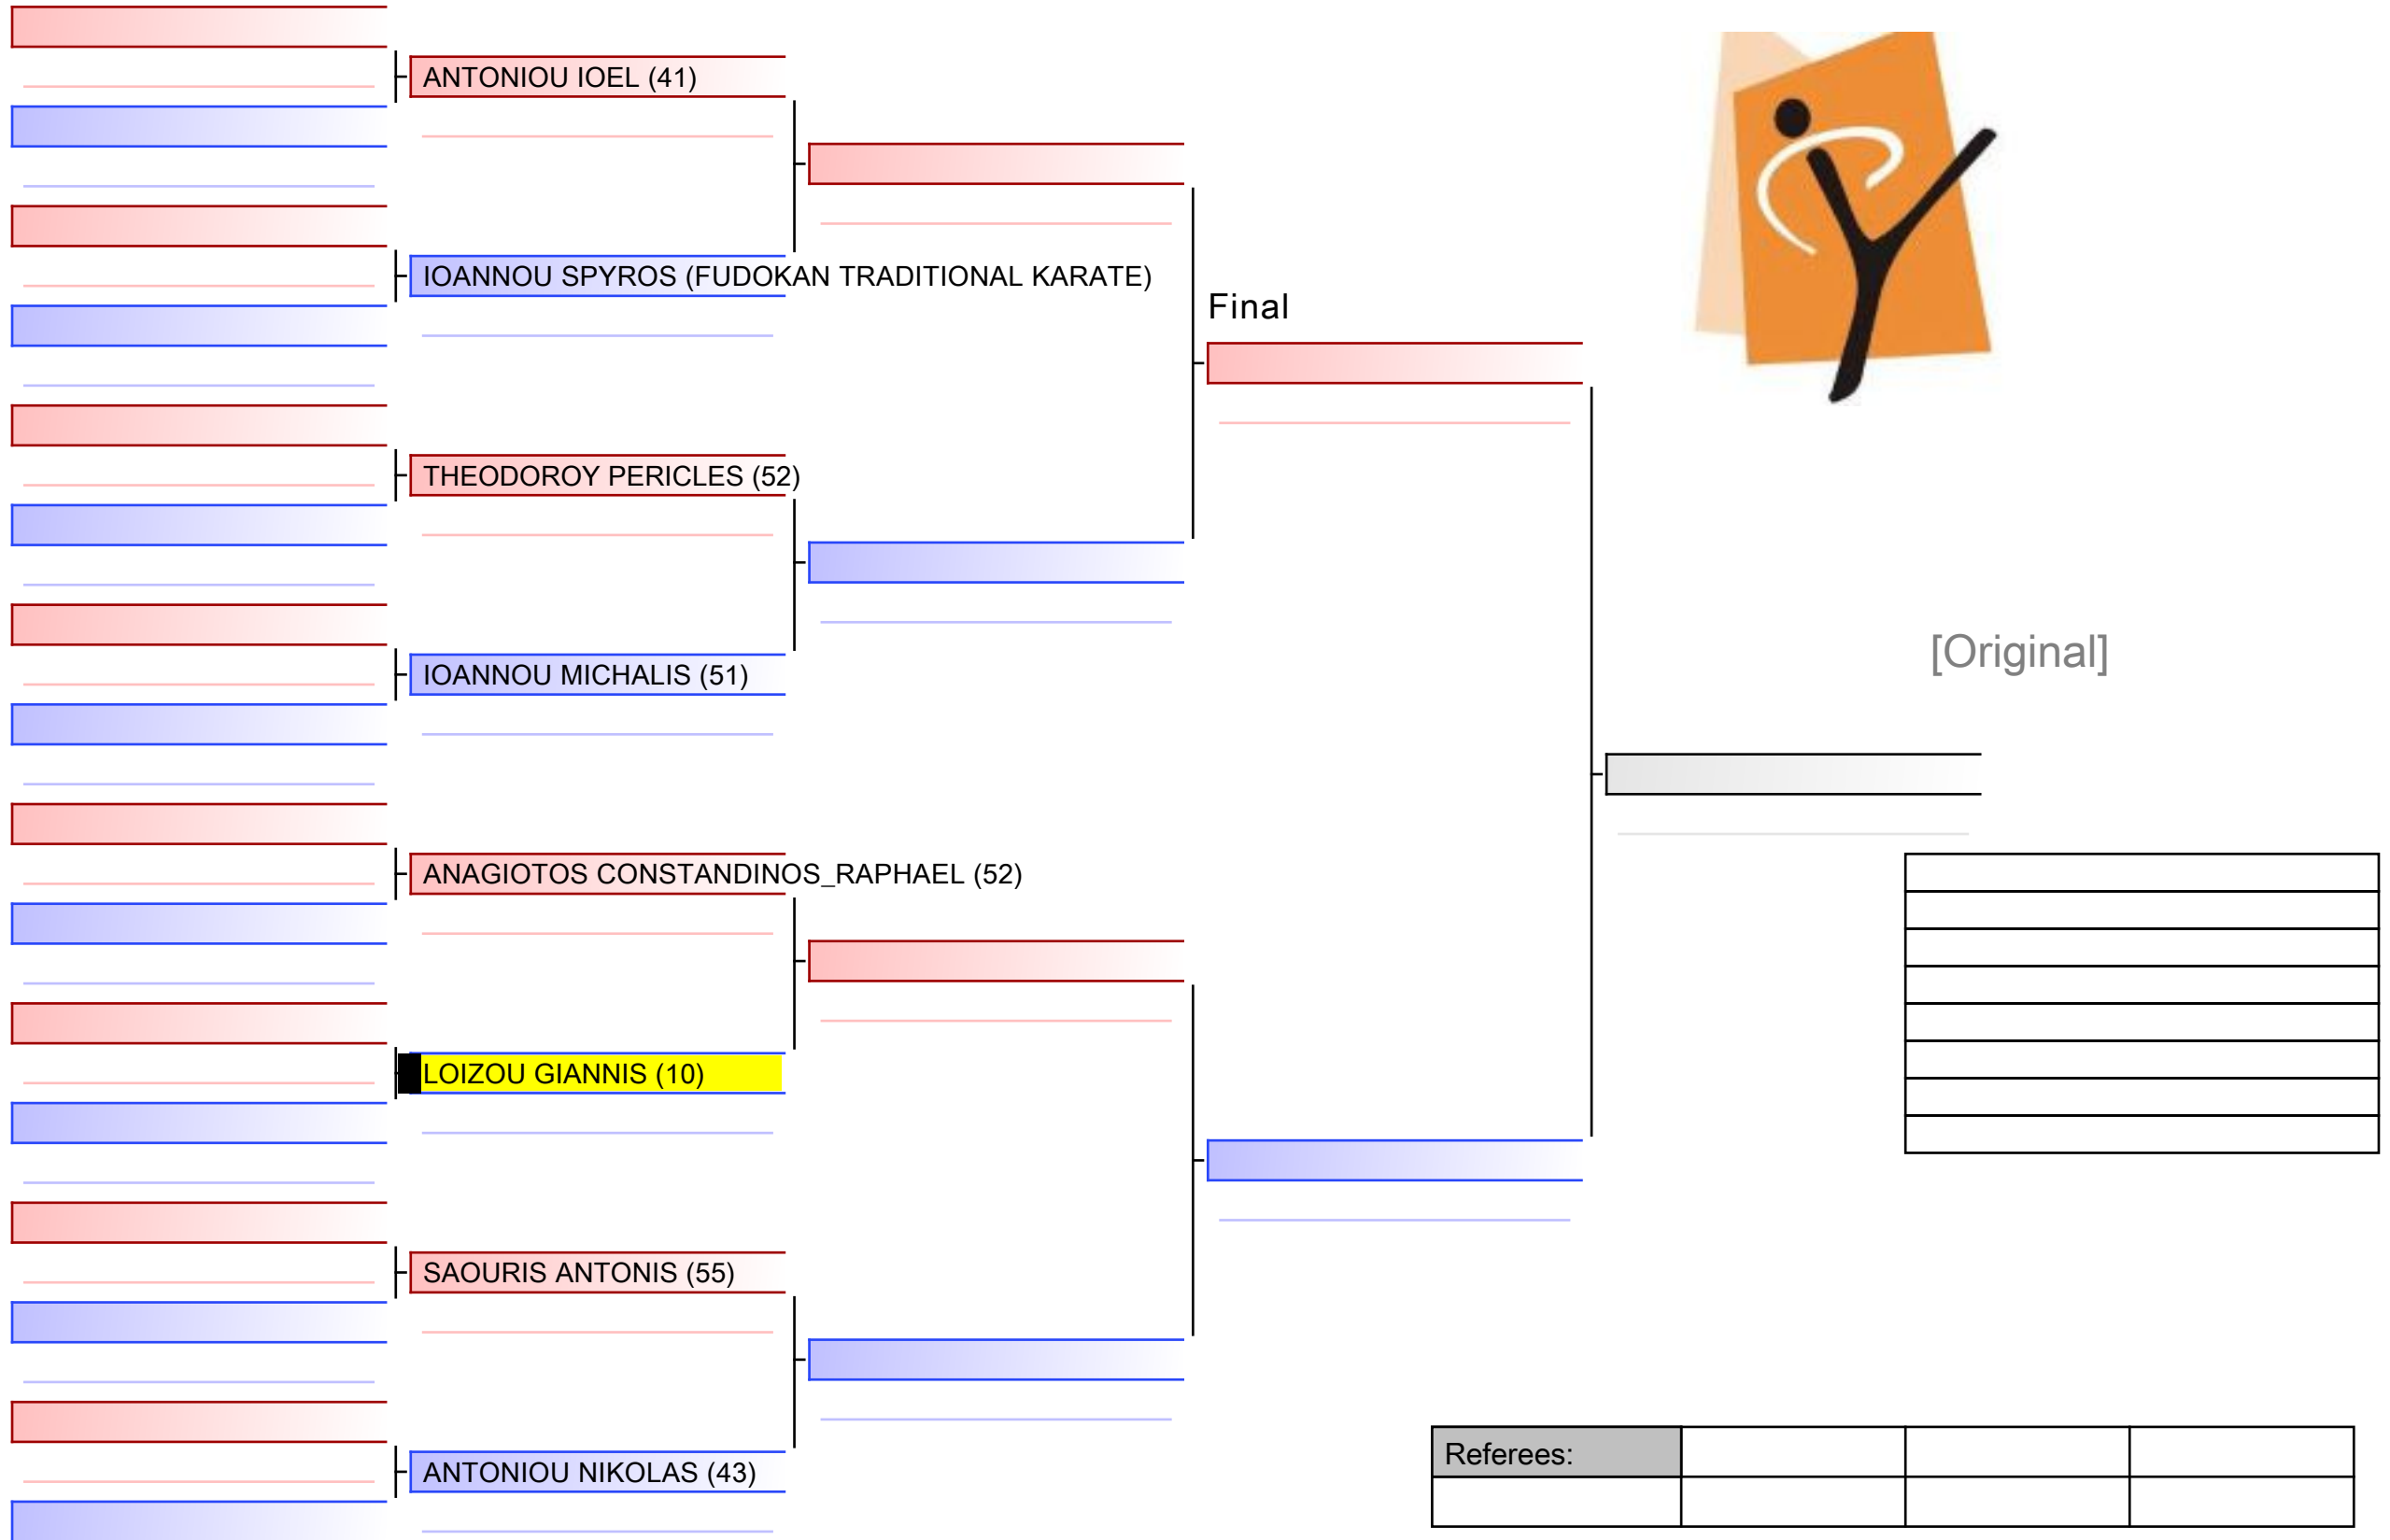 ANTONIOU IOEL (41)
IOANNOU SPYROS (FUDOKAN TRADITIONAL KARATE)
Final
THEODOROY PERICLES (52)
[Original]
IOANNOU MICHALIS (51)
ANAGIOTOS CONSTANDINOS_RAPHAEL (52)
LOIZOU GIANNIS (10)
SAOURIS ANTONIS (55)
Referees:
ANTONIOU NIKOLAS (43)